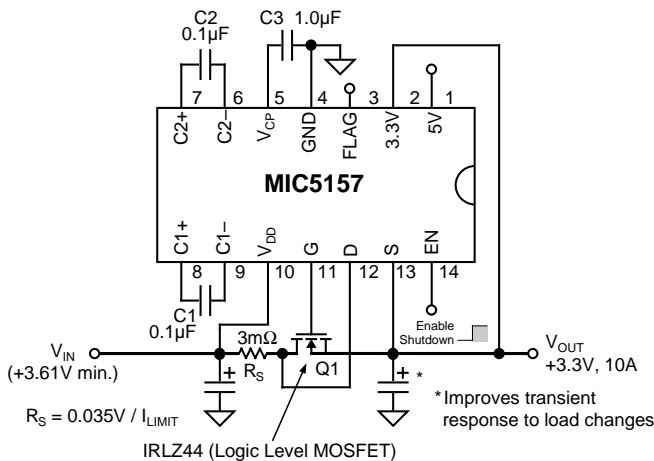 C2
0.1µF
C3 1.0µF
7 6 5 4 3 2 1
C2+ C2– VCP GND FLAG 3.3V 5V
MIC5157
C1+ C1– VDD G D S EN
8 9 10 11 12 13 14
C1
0.1µF
Enable
Shutdown
VIN
(+3.61V min.)
3mΩ
RS
Q1
VOUT
+3.3V, 10A
+ + *
RS = 0.035V / ILIMIT
*Improves transient
response to load changes
IRLZ44 (Logic Level MOSFET)